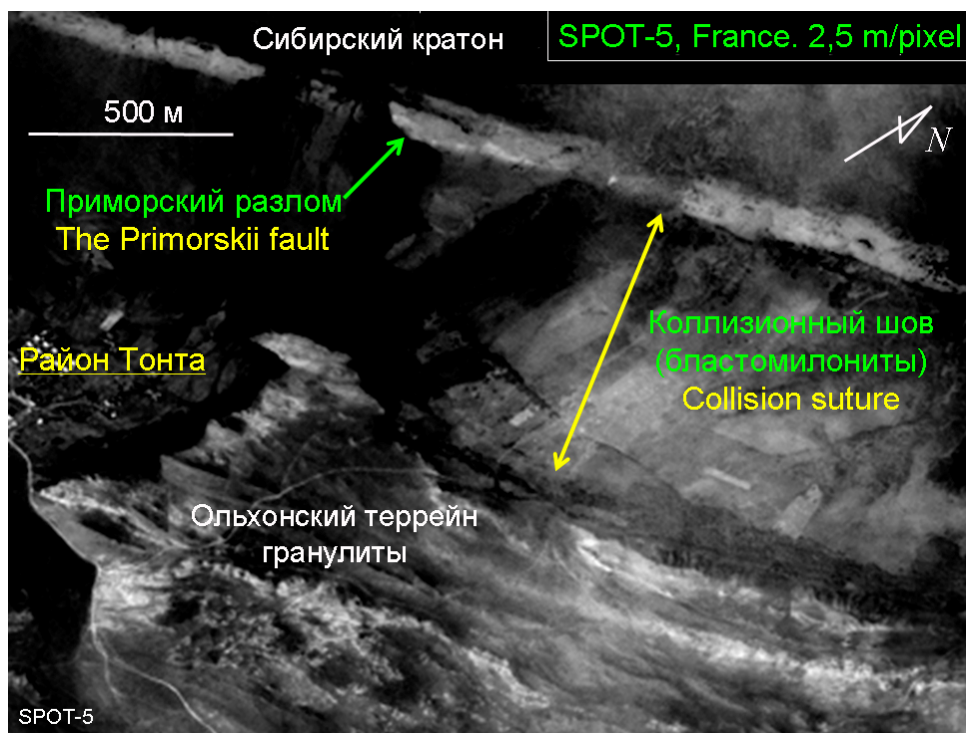 Сибирский кратон
SPOT-5, France. 2,5 m/pixel
500 м
N
Приморский разлом
The Primorskii fault
Коллизионный шов
(бластомилониты)
Collision suture
Район Тонта
Ольхонский террейн
гранулиты
SPOT-5